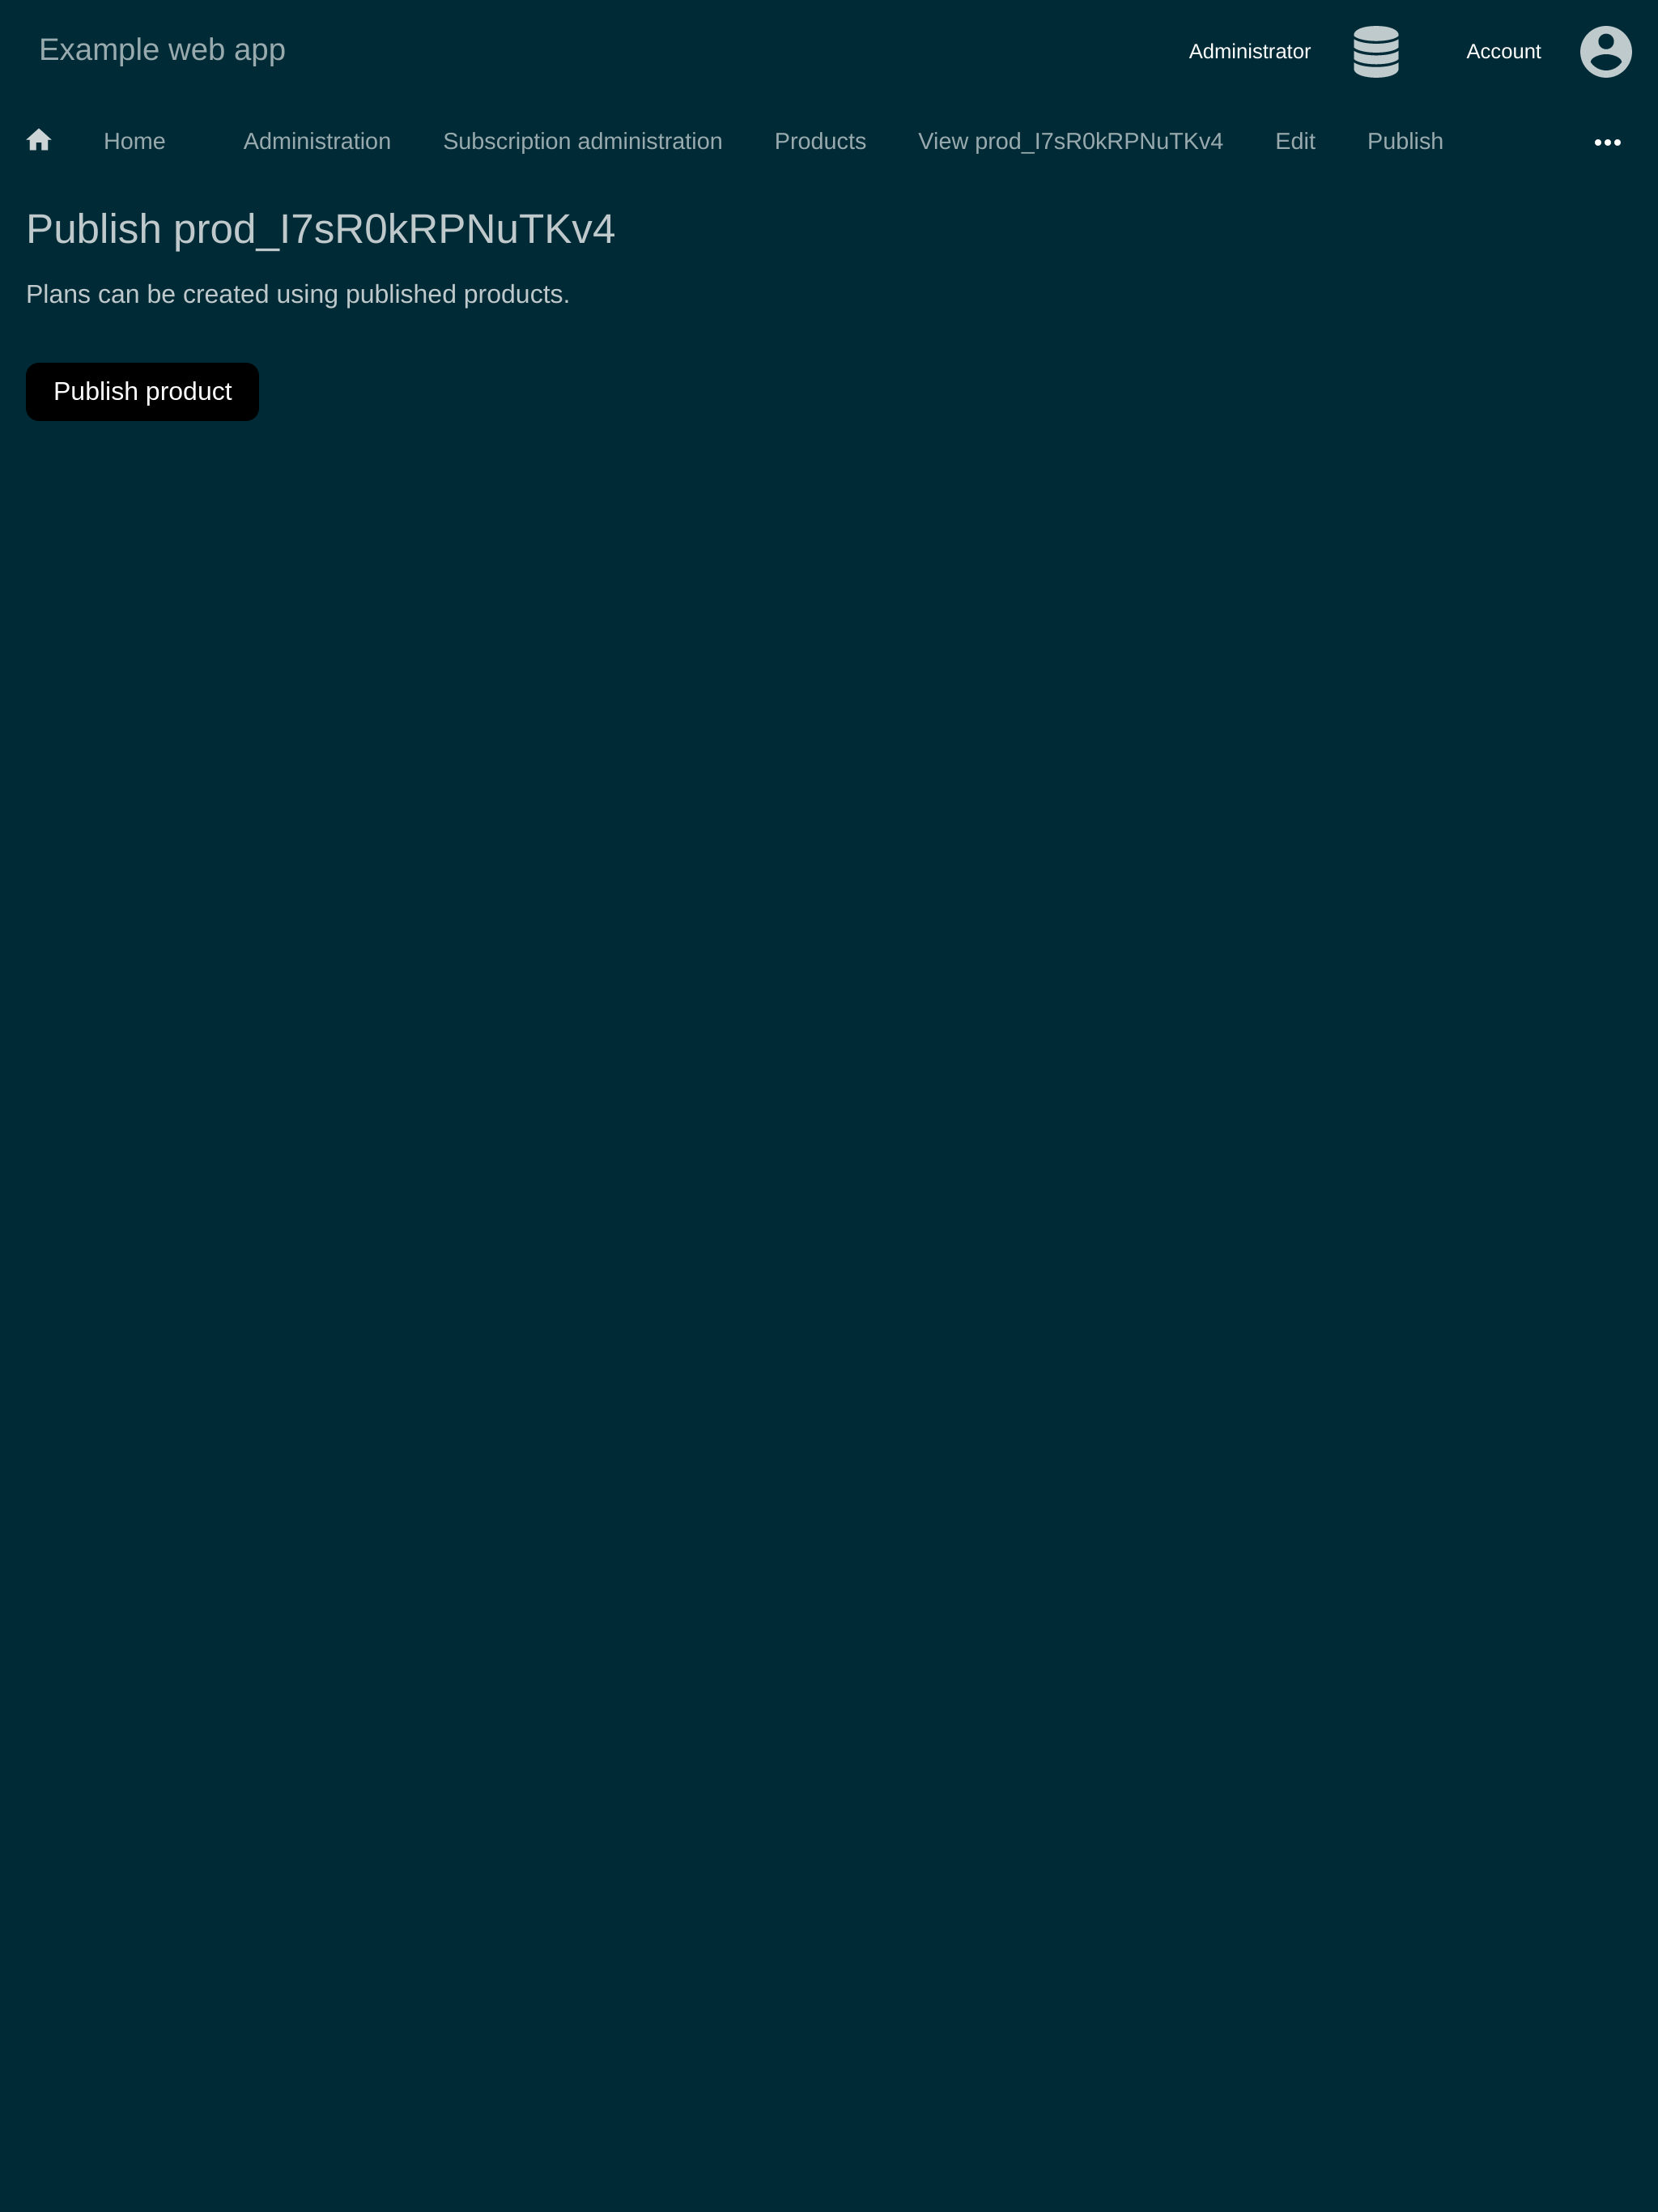 Example web app
Administrator
Account
Home Administration Subscription administration Products View prod_I7sR0kRPNuTKv4 Edit Publish
Publish prod_I7sR0kRPNuTKv4
Plans can be created using published products.
Publish product